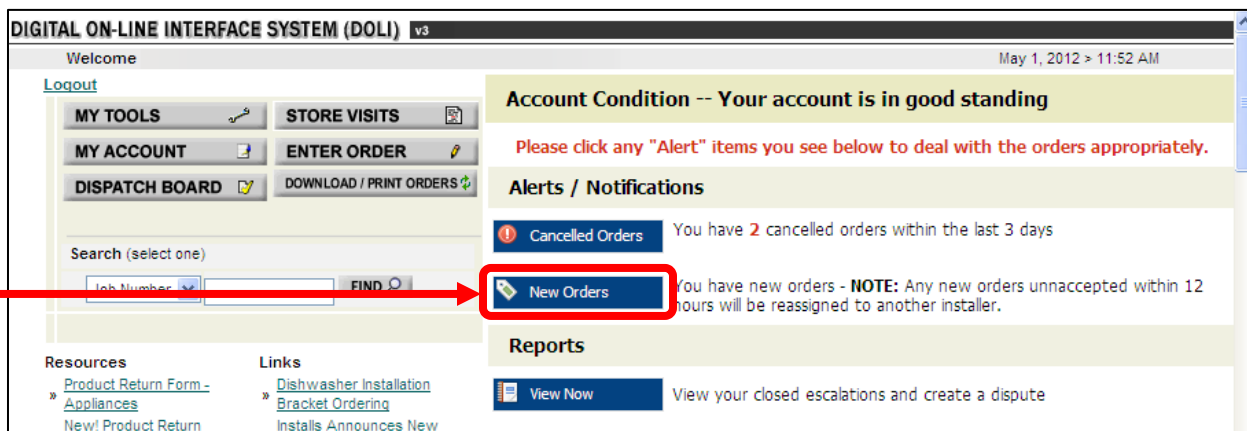 DIGITAL ON-LINE INTERFACE SYSTEM (DOLI) v3
Welcome
May 1, 2012 > 11:52 AM
Logout
MY TOOLS
STORE VISITS
MY ACCOUNT
ENTER ORDER
DISPATCH BOARD
DOWNLOAD / PRINT ORDERS
Search (select one)
Job Number
FIND
Resources
Product Return Form -
Appliances
New! Product Return
Links
Dishwasher Installation
Bracket Ordering
Installs Announces New
Account Condition -- Your account is in good standing
Please click any "Alert" items you see below to deal with the orders appropriately.
Alerts / Notifications
Cancelled Orders
You have 2 cancelled orders within the last 3 days
New Orders
You have new orders - NOTE: Any new orders unnaccepted within 12
hours will be reassigned to another installer.
Reports
View Now
View your closed escalations and create a dispute